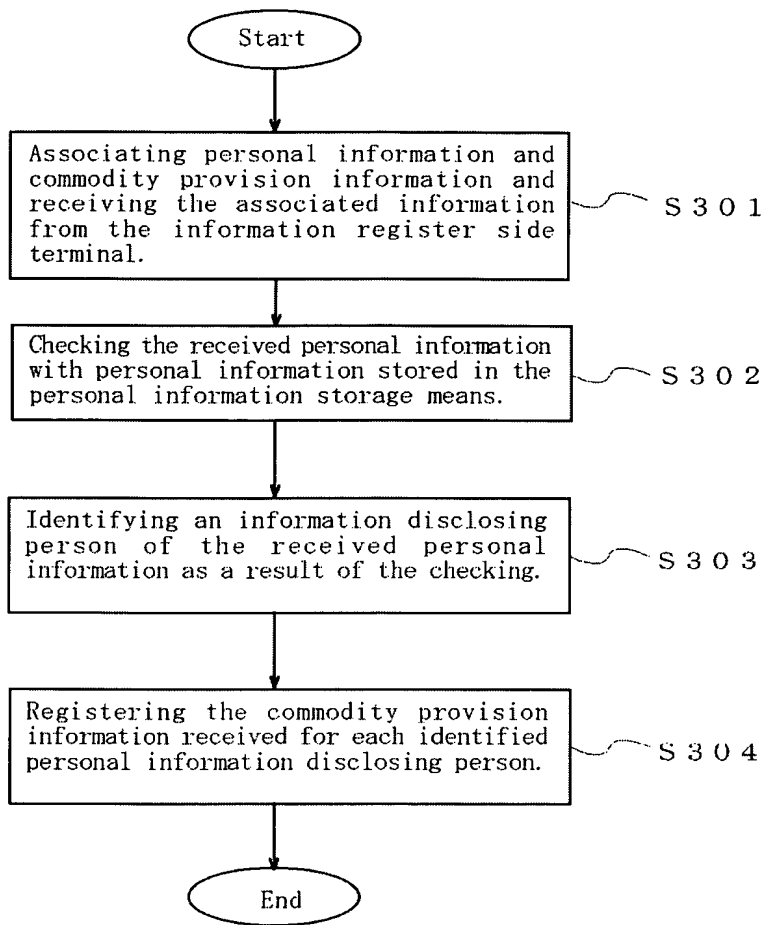 Start
Associating personal information and
commodity provision information and
receiving the associated information
from the information register side
terminal.
S301
Checking the received personal information
with personal information stored in the
personal information storage means.
S302
Identifying an information disclosing
person of the received personal
information as a result of the checking.
S303
Registering the commodity provision
information received for each identified
personal information disclosing person.
S304
End